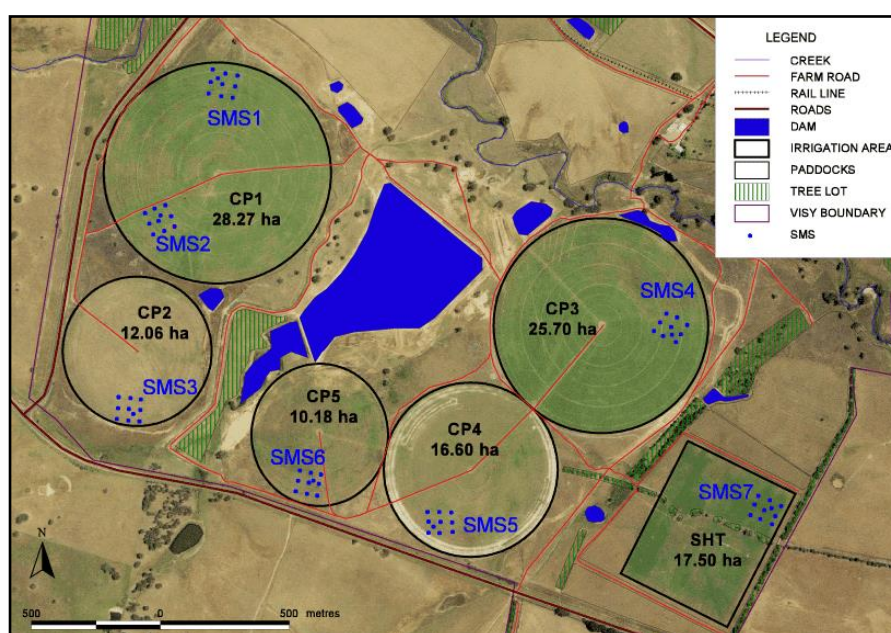 LEGEND
CREEK
FARM ROAD
RAIL LINE
ROADS
DAM
IRRIGATION AREA
PADDOCKS
TREE LOT
VISY BOUNDARY
SMS
SMS1
CP1
28.27 ha
SMS2
CP2
12.06 ha
SMS3
CP3
25.70 ha
SMS4
CP5
10.18 ha
SMS6
CP4
16.60 ha
SMS5
SMS7
SHT
17.50 ha
N
500 0 500 metres